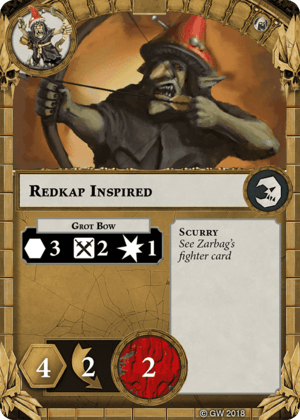 REDKAP INSPIRED
GROT BOW
3 2 1
SCURRY
See Zarbag's
fighter card
4 2 2
© GW 2018